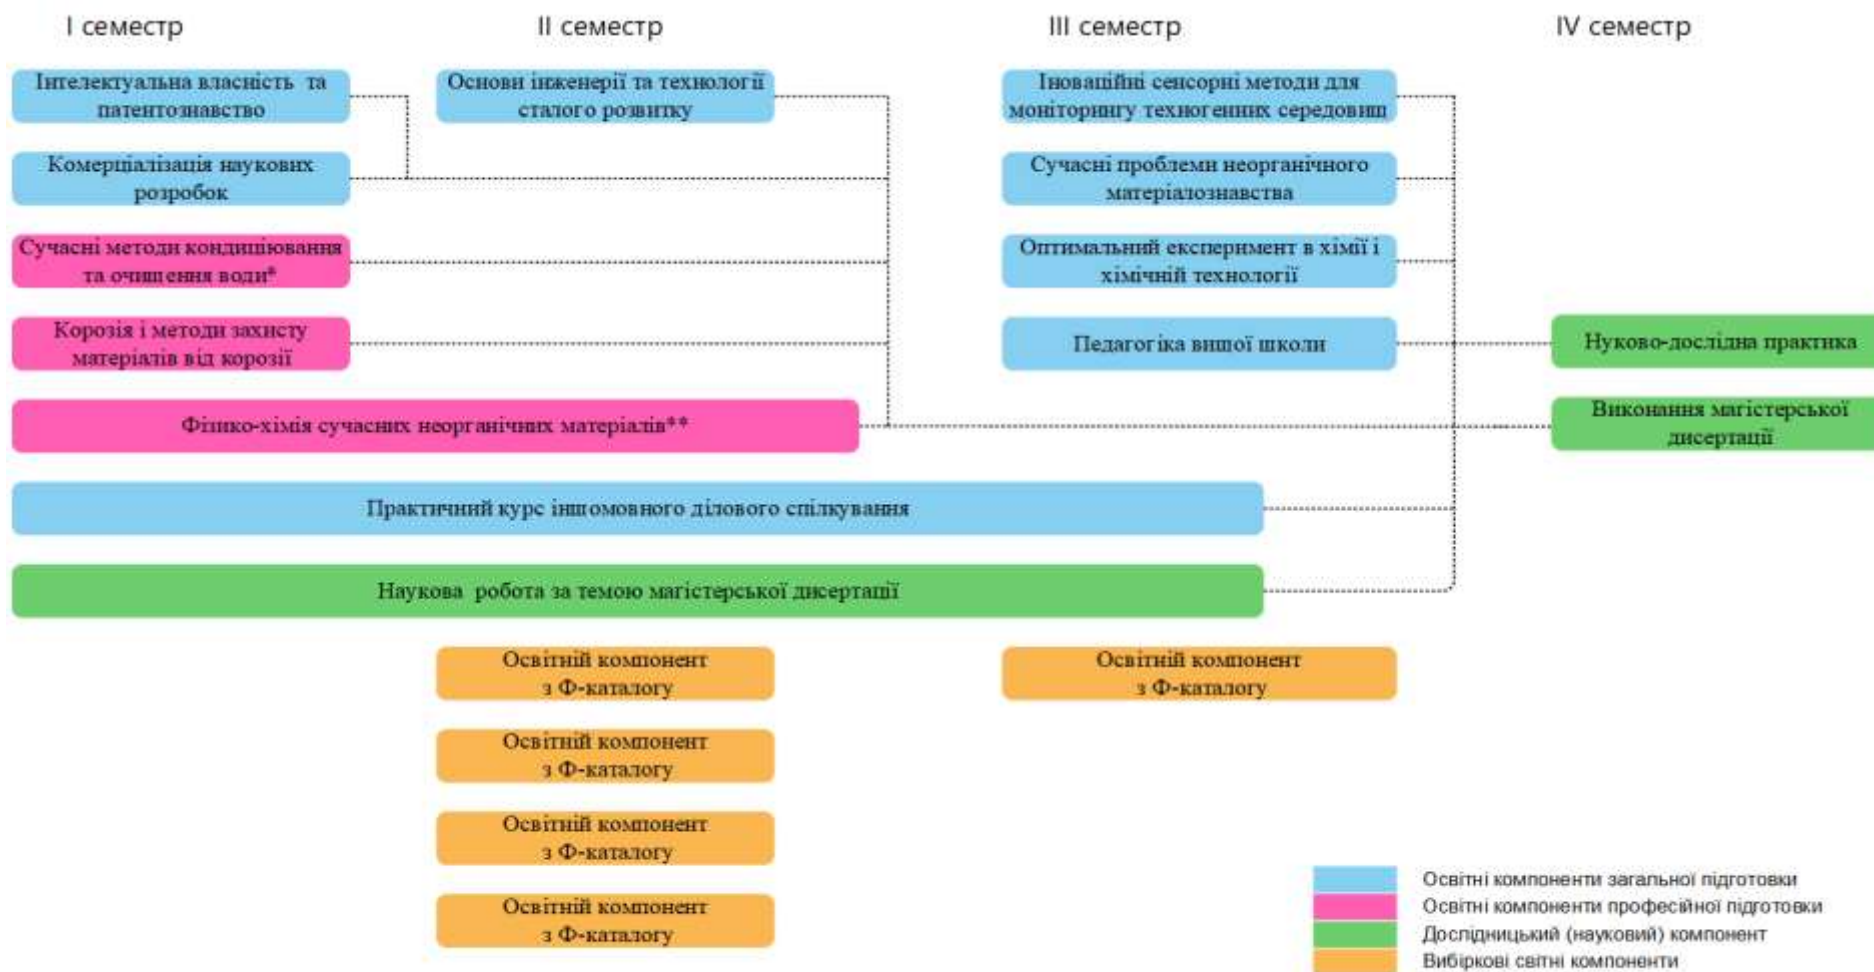 I семестр
II семестр
III семестр
IV семестр
Інтелектуальна власність та
патентознавство
Основи інженерії та технології
сталого розвитку
Іноваційні сенсорні методи для
моніторингу техногенних середовищ
Комерціалізація наукових
розробок
Сучасні проблеми неорганічного
матеріалознавства
Сучасні методи кондиціювання
та очищення води*
Оптимальний експеримент в хімії і
хімічній технології
Корозія і методи захисту
матеріалів від корозії
Педагогіка вищої школи
Нуково-дослідна практика
Фізико-хімія сучасних неорганічних матеріалів**
Виконання магістерської
дисертації
Практичний курс іншомовного ділового спілкування
Наукова робота за темою магістерської дисертації
Освітній компонент
з Ф-каталогу
Освітній компонент
з Ф-каталогу
Освітній компонент
з Ф-каталогу
Освітній компонент
з Ф-каталогу
Освітній компонент
з Ф-каталогу
Освітні компоненти загальної підготовки
Освітні компоненти професійної підготовки
Дослідницький (науковий) компонент
Вибіркові світні компоненти